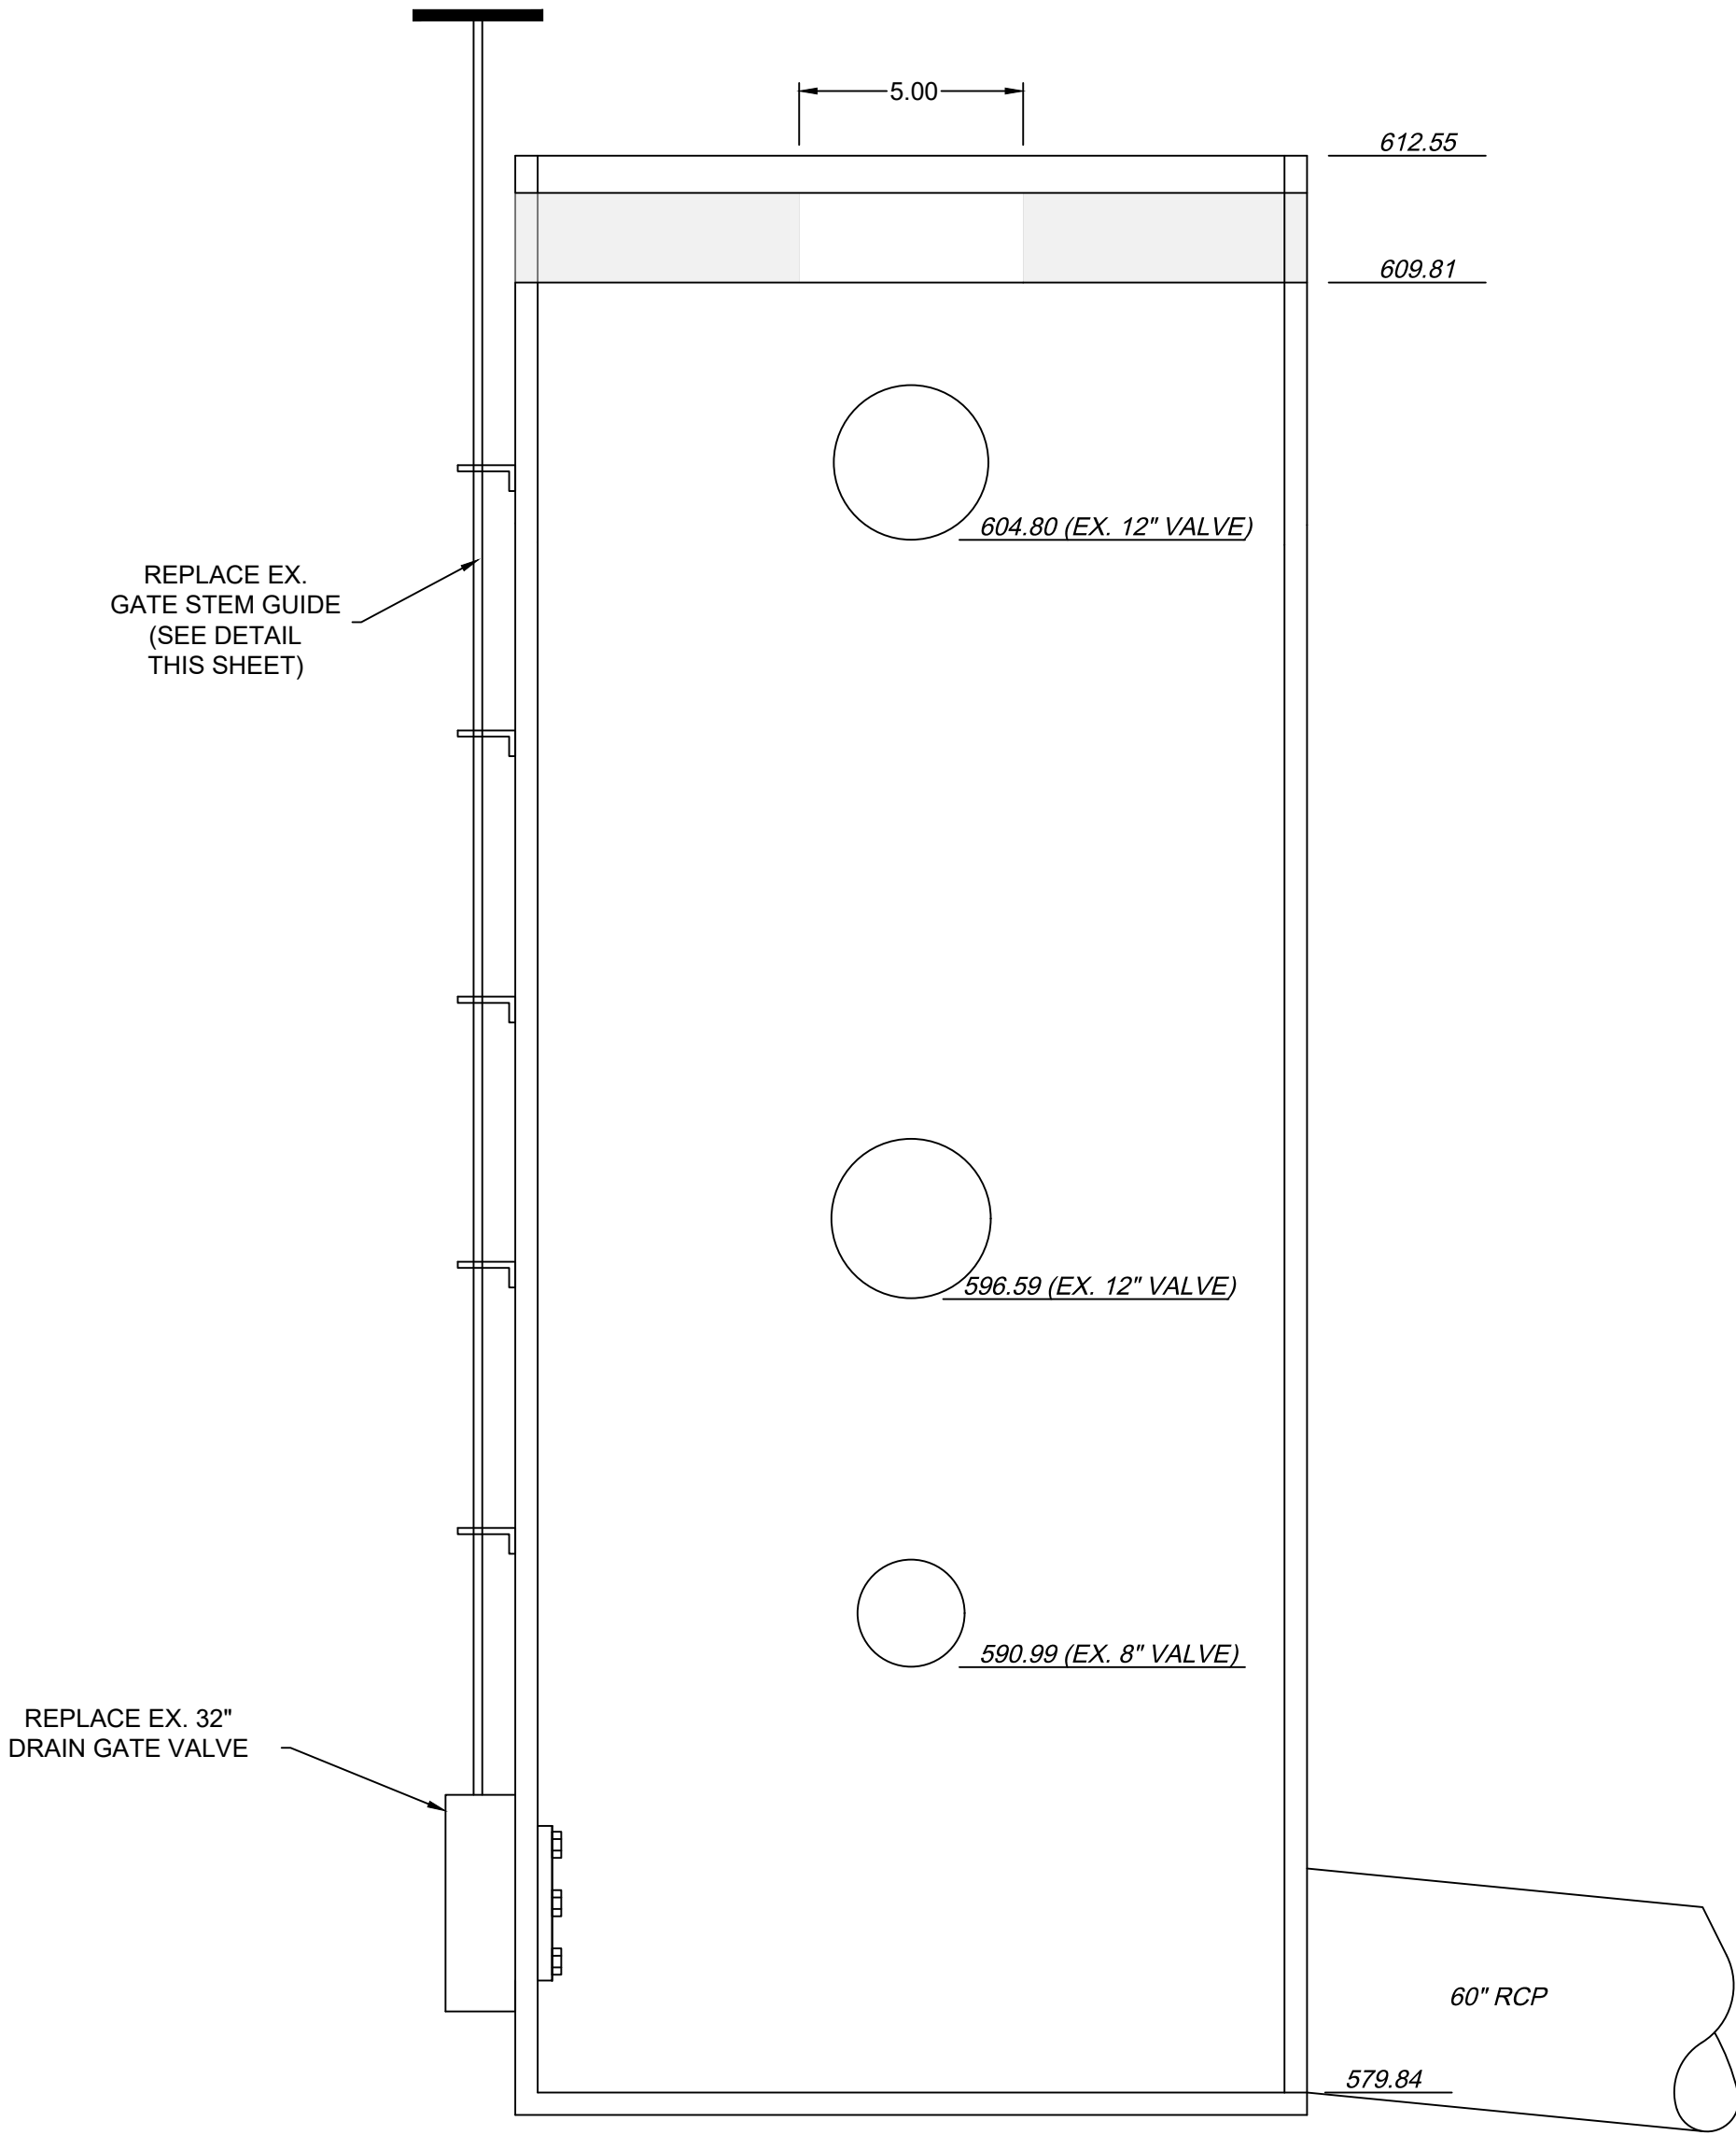 5.00
612.55
609.81
604.80 (EX. 12" VALVE)
REPLACE EX.
GATE STEM GUIDE
(SEE DETAIL
THIS SHEET)
596.59 (EX. 12" VALVE)
590.99 (EX. 8" VALVE)
REPLACE EX. 32"
DRAIN GATE VALVE
60" RCP
579.84